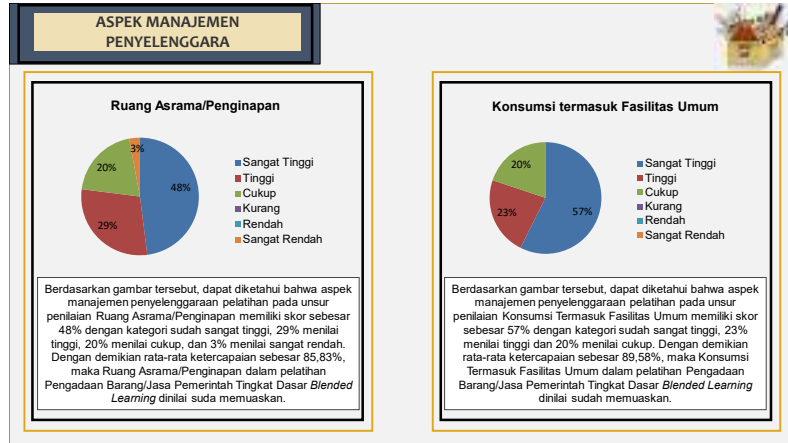 ASPEK MANAJEMEN
PENYELENGGARA
Ruang Asrama/Penginapan
3%
20%
48%
29%
Sangat Tinggi
Tinggi
Cukup
Kurang
Rendah
Sangat Rendah
Berdasarkan gambar tersebut, dapat diketahui bahwa aspek
manajemen penyelenggaraan pelatihan pada unsur
penilaian Ruang Asrama/Penginapan memiliki skor sebesar
48% dengan kategori sudah sangat tinggi, 29% menilai
tinggi, 20% menilai cukup, dan 3% menilai sangat rendah.
Dengan demikian rata-rata ketercapaian sebesar 85,83%,
maka Ruang Asrama/Penginapan dalam pelatihan
Pengadaan Barang/Jasa Pemerintah Tingkat Dasar Blended
Learning dinilai suda memuaskan.
Konsumsi termasuk Fasilitas Umum
20%
23%
57%
Sangat Tinggi
Tinggi
Cukup
Kurang
Rendah
Sangat Rendah
Berdasarkan gambar tersebut, dapat diketahui bahwa aspek
manajemen penyelenggaraan pelatihan pada unsur
penilaian Konsumsi Termasuk Fasilitas Umum memiliki skor
sebesar 57% dengan kategori sudah sangat tinggi, 23%
menilai tinggi dan 20% menilai cukup. Dengan demikian
rata-rata ketercapaian sebesar 89,58%, maka Konsumsi
Termasuk Fasilitas Umum dalam pelatihan Pengadaan
Barang/Jasa Pemerintah Tingkat Dasar Blended Learning
dinilai sudah memuaskan.